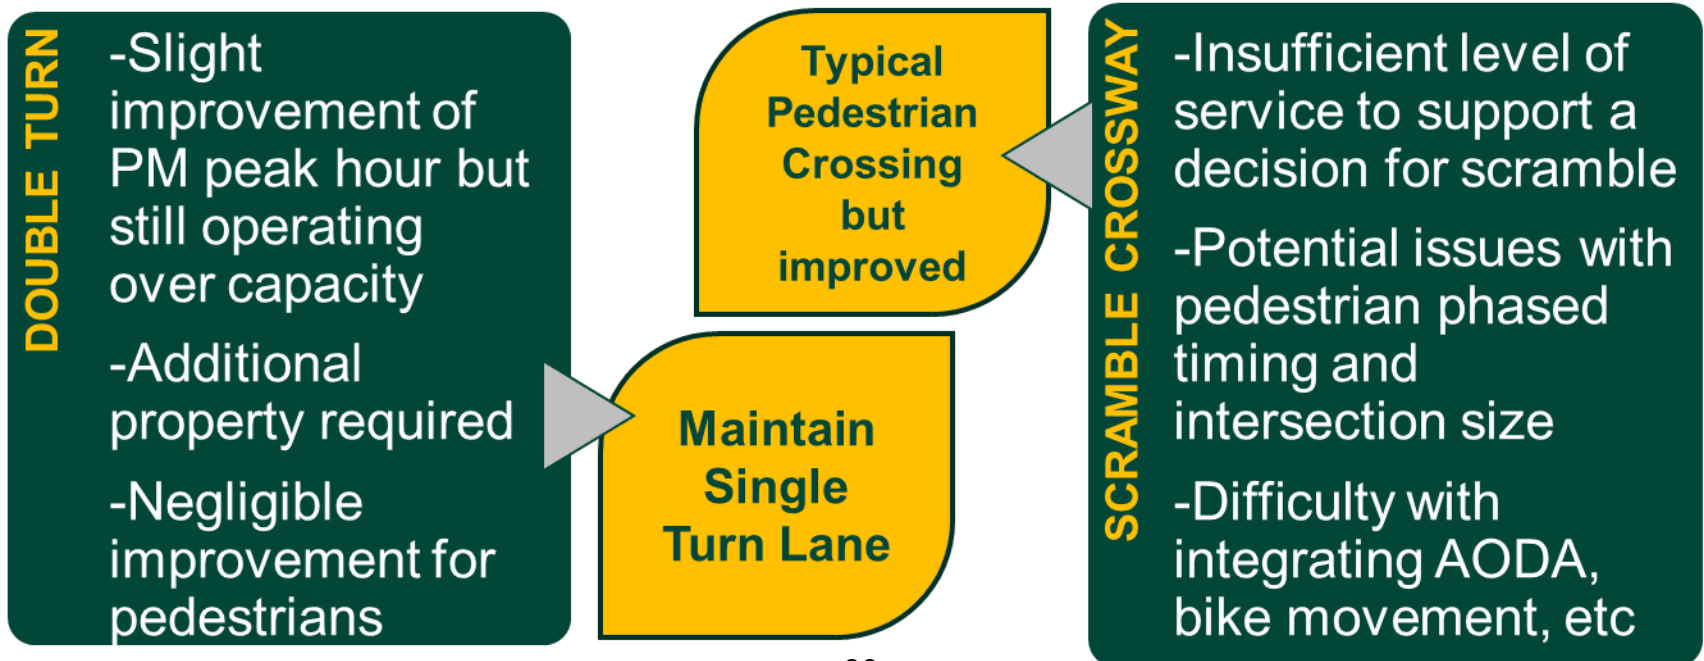 DOUBLE TURN
-Slight
improvement of
PM peak hour but
still operating
over capacity
-Additional
property required
-Negligible
improvement for
pedestrians
Typical
Pedestrian
Crossing
but
improved
Maintain
Single
Turn Lane
SCRAMBLE CROSSWAY
-Insufficient level of
service to support a
decision for scramble
-Potential issues with
pedestrian phased
timing and
intersection size
-Difficulty with
integrating AODA,
bike movement, etc